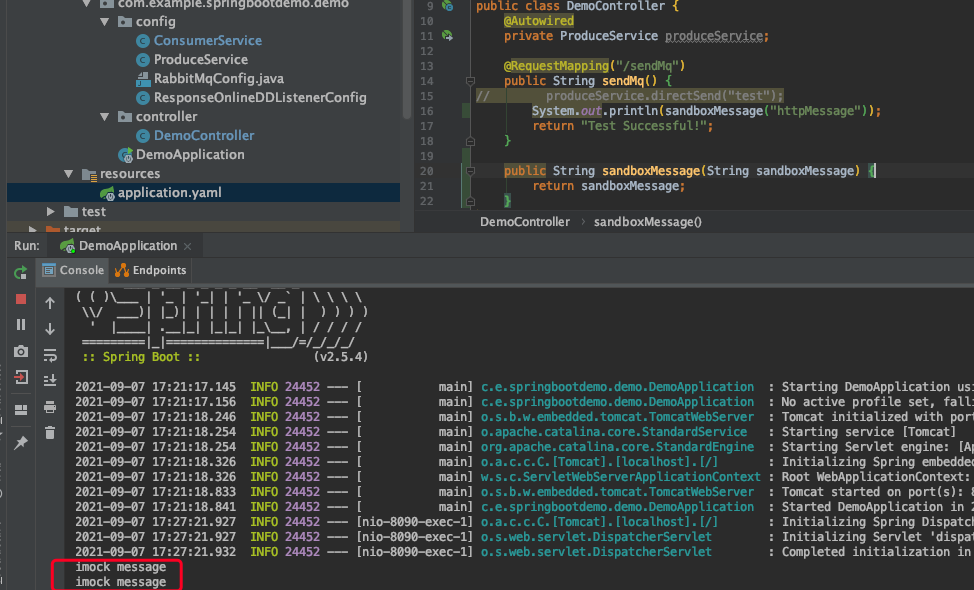 com.example.springbootdemo.demo
config
ConsumerService
ProduceService
RabbitMqConfig.java
ResponseOnlineDDListenerConfig
controller
DemoController
DemoApplication
resources
application.yaml
test
target
9 public class DemoController {
10 @Autowired
11 private ProduceService produceService;
12
13 @RequestMapping("/sendMq")
14 public String sendMq() {
15 // produceService.directSend("test");
16 System.out.println(sandboxMessage("httpMessage"));
17 return "Test Successful!";
18 }
19
20 public String sandboxMessage(String sandboxMessage) {
21 return sandboxMessage;
22 }
DemoController › sandboxMessage()
Run: DemoApplication ×
Console Endpoints
( ( )\___ | '_ | '_| | '_ \/ _` | \ \ \ \
\\/ ___)| |_)| | | | | || (_| | ) ) ) )
' |____| .__|_| |_|_| |_\__, | / / / /
=========|_|==============|___/=/_/_/_/
:: Spring Boot :: (v2.5.4)
2021-09-07 17:21:17.145 INFO 24452 --- [ main] c.e.springbootdemo.demo.DemoApplication : Starting DemoApplication usi
2021-09-07 17:21:17.156 INFO 24452 --- [ main] c.e.springbootdemo.demo.DemoApplication : No active profile set, falli
2021-09-07 17:21:18.246 INFO 24452 --- [ main] o.s.b.w.embedded.tomcat.TomcatWebServer : Tomcat initialized with port
2021-09-07 17:21:18.254 INFO 24452 --- [ main] o.apache.catalina.core.StandardService : Starting service [Tomcat]
2021-09-07 17:21:18.254 INFO 24452 --- [ main] org.apache.catalina.core.StandardEngine : Starting Servlet engine: [Ap
2021-09-07 17:21:18.326 INFO 24452 --- [ main] o.a.c.c.C.[Tomcat].[localhost].[/] : Initializing Spring embedded
2021-09-07 17:21:18.326 INFO 24452 --- [ main] w.s.c.ServletWebServerApplicationContext : Root WebApplicationContext:
2021-09-07 17:21:18.833 INFO 24452 --- [ main] o.s.b.w.embedded.tomcat.TomcatWebServer : Tomcat started on port(s): 8
2021-09-07 17:21:18.841 INFO 24452 --- [ main] c.e.springbootdemo.demo.DemoApplication : Started DemoApplication in 2
2021-09-07 17:27:21.927 INFO 24452 --- [nio-8090-exec-1] o.a.c.c.C.[Tomcat].[localhost].[/] : Initializing Spring Dispatc
2021-09-07 17:27:21.927 INFO 24452 --- [nio-8090-exec-1] o.s.web.servlet.DispatcherServlet : Initializing Servlet 'dispat
2021-09-07 17:27:21.932 INFO 24452 --- [nio-8090-exec-1] o.s.web.servlet.DispatcherServlet : Completed initialization in
imock message
imock message